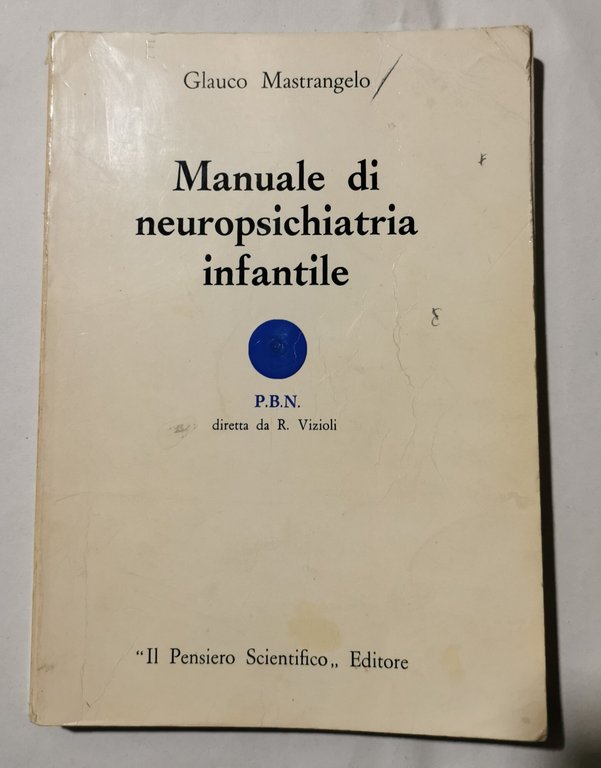 Glauco Mastrangelo
Manuale di
neuropsichiatria
infantile
P.B.N.
diretta da R. Vizioli
“Il Pensiero Scientifico„ Editore